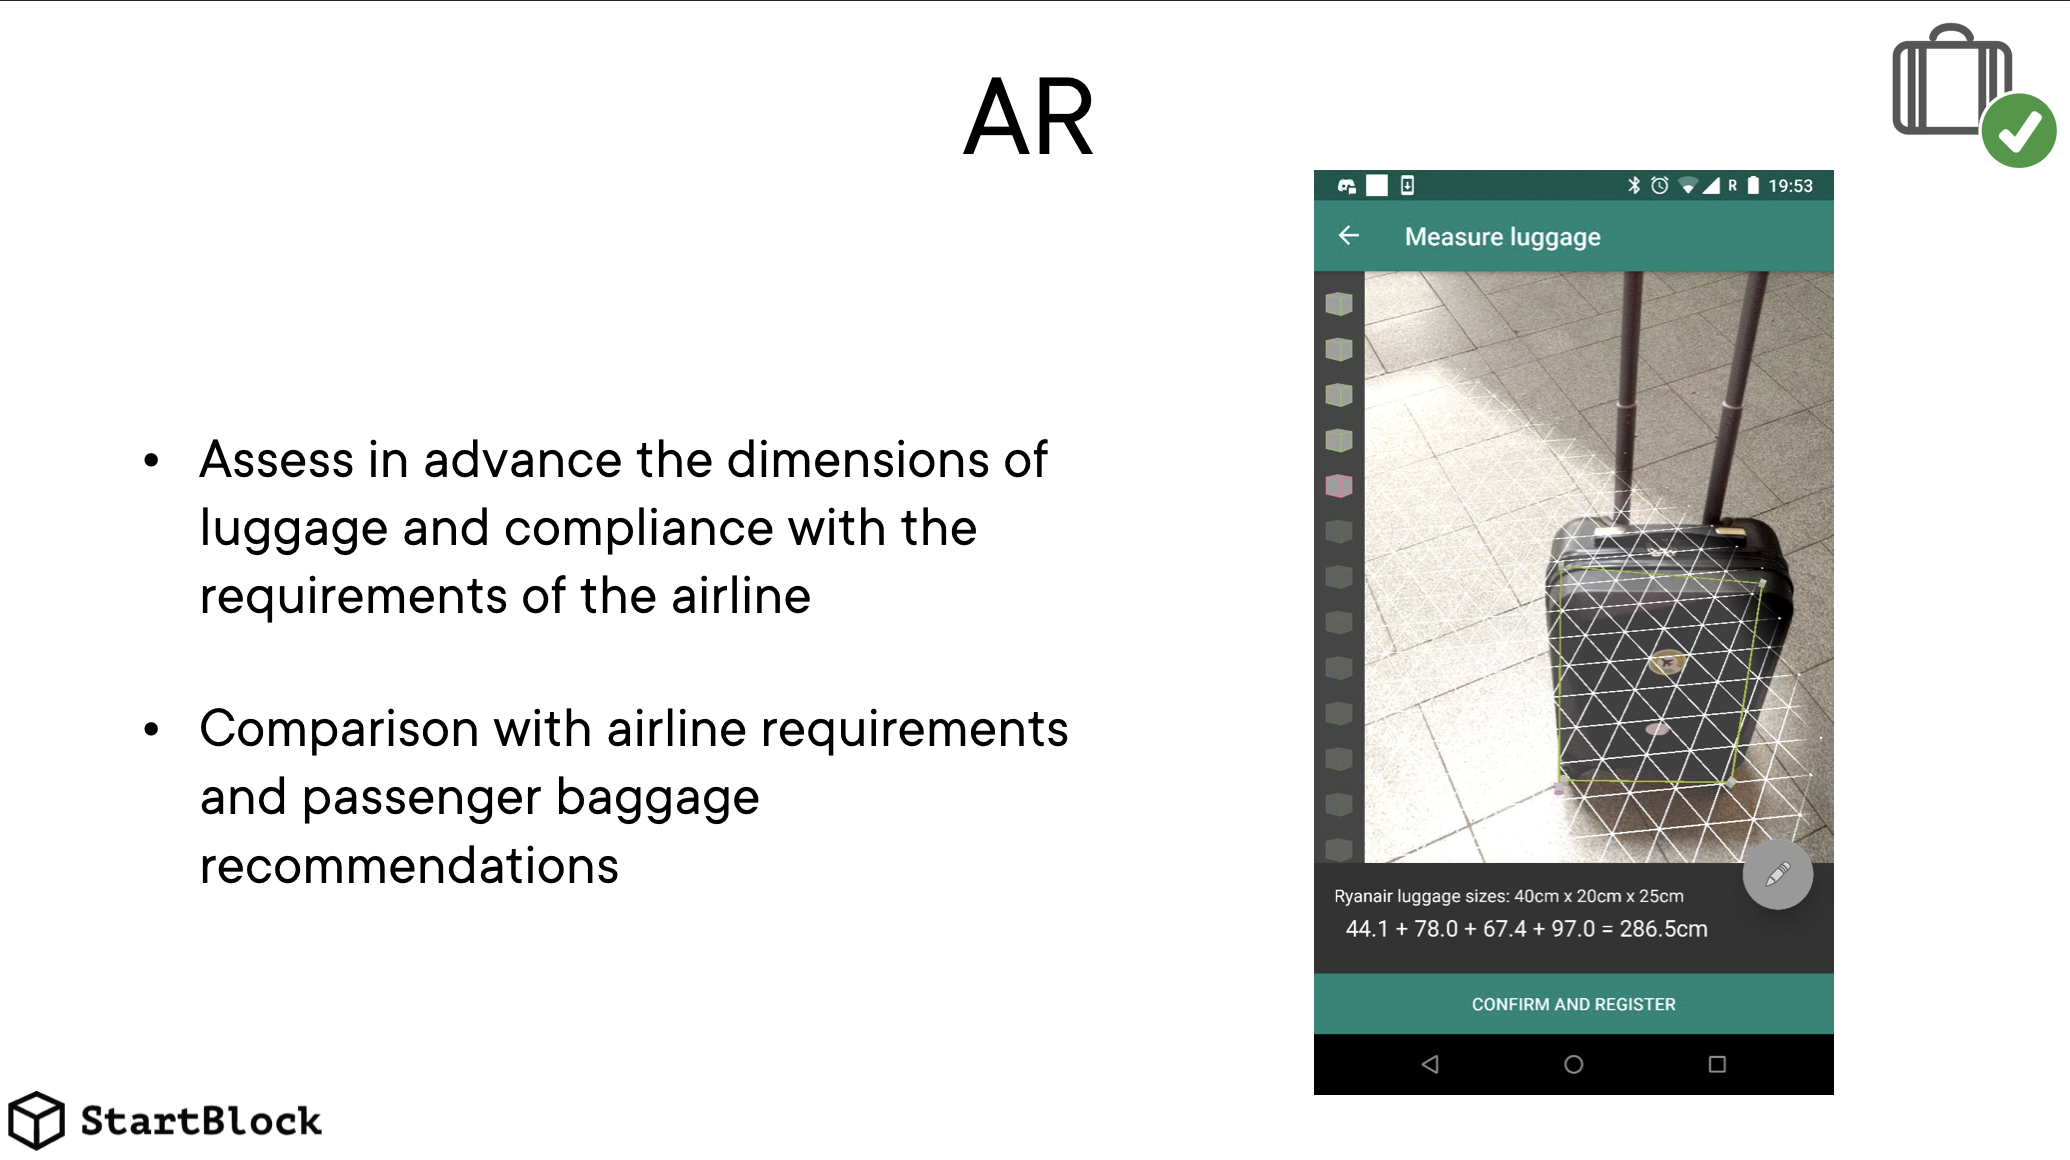 AR
• Assess in advance the dimensions of
luggage and compliance with the
requirements of the airline
• Comparison with airline requirements
and passenger baggage
recommendations
R 19:53
Measure luggage
Ryanair luggage sizes: 40cm x 20cm x 25cm
44.1 + 78.0 + 67.4 + 97.0 = 286.5cm
CONFIRM AND REGISTER
StartBlock